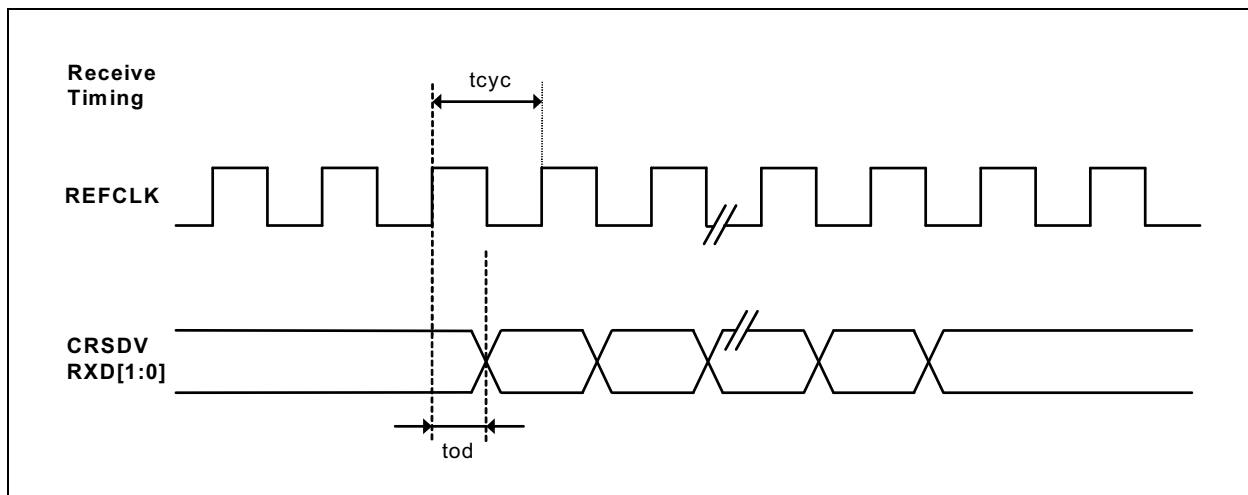 Receive
Timing
tcyc
REFCLK
CRSDV
RXD[1:0]
tod